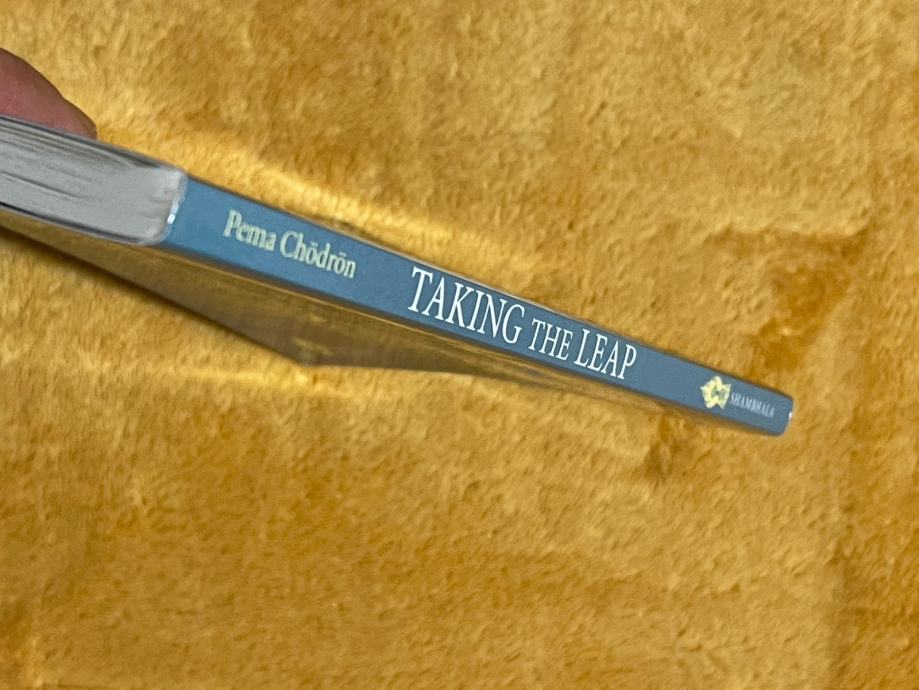 Pema Chödrön
TAKING THE LEAP
SHAMBHALA